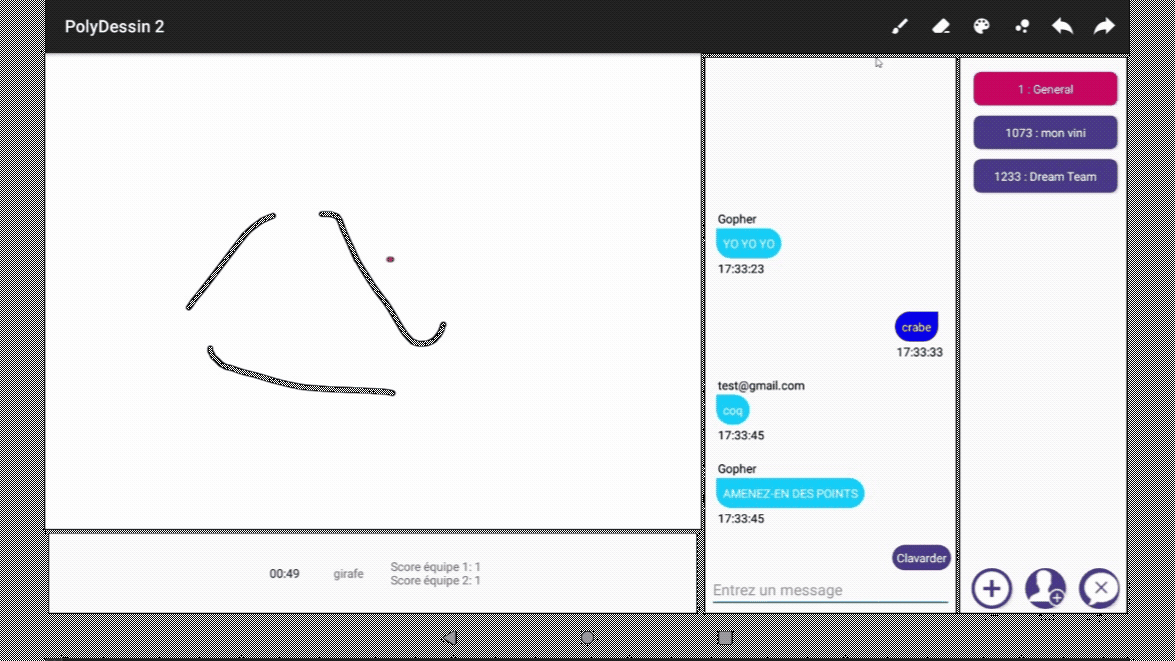 PolyDessin 2
1 : General
1073 : mon vini
1233 : Dream Team
Gopher
YO YO YO
17:33:23
crabe
17:33:33
test@gmail.com
coq
17:33:45
Gopher
AMENEZ-EN DES POINTS
17:33:45
Clavarder
Entrez un message
00:49
girafe
Score équipe 1: 1
Score équipe 2: 1